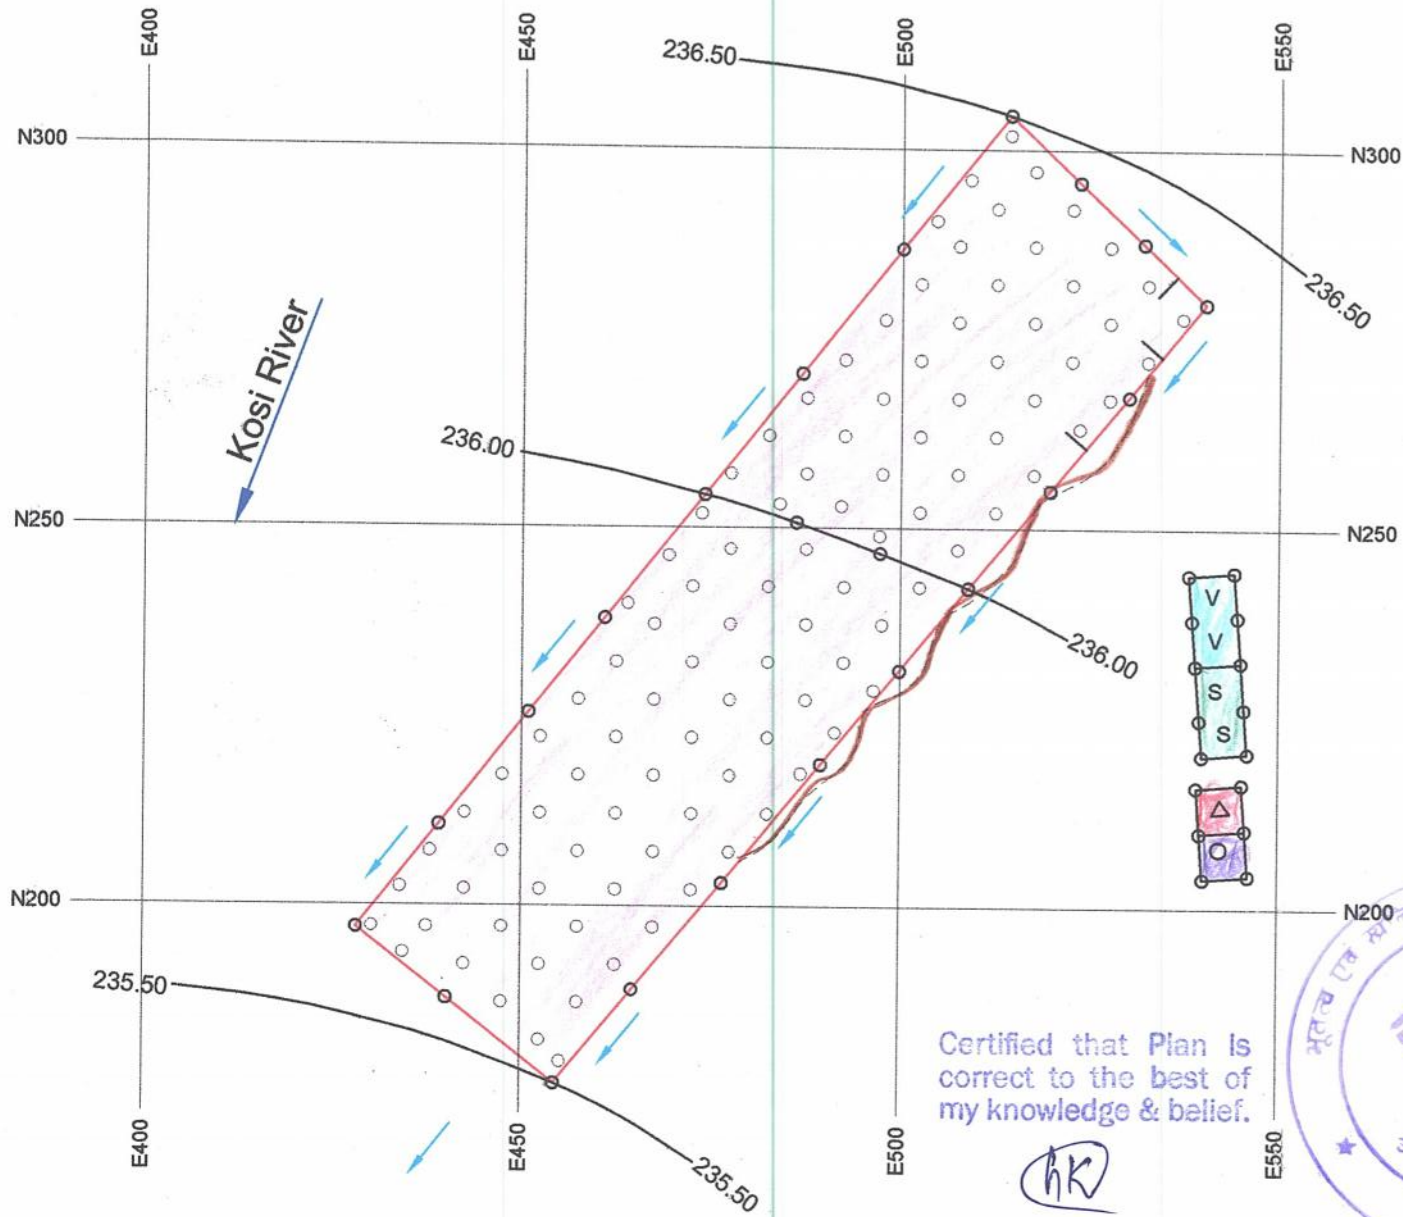 E400
E450
E500
E550
236.50
N300
N300
236.50
Kosi River
236.00
N250
N250
236.00
V
V
S
S
△
O
N200
N200
235.50
भूतत्व एवं
Certified that Plan is
correct to the best of
my knowledge & belief.
235.50
E400
E450
E500
E550